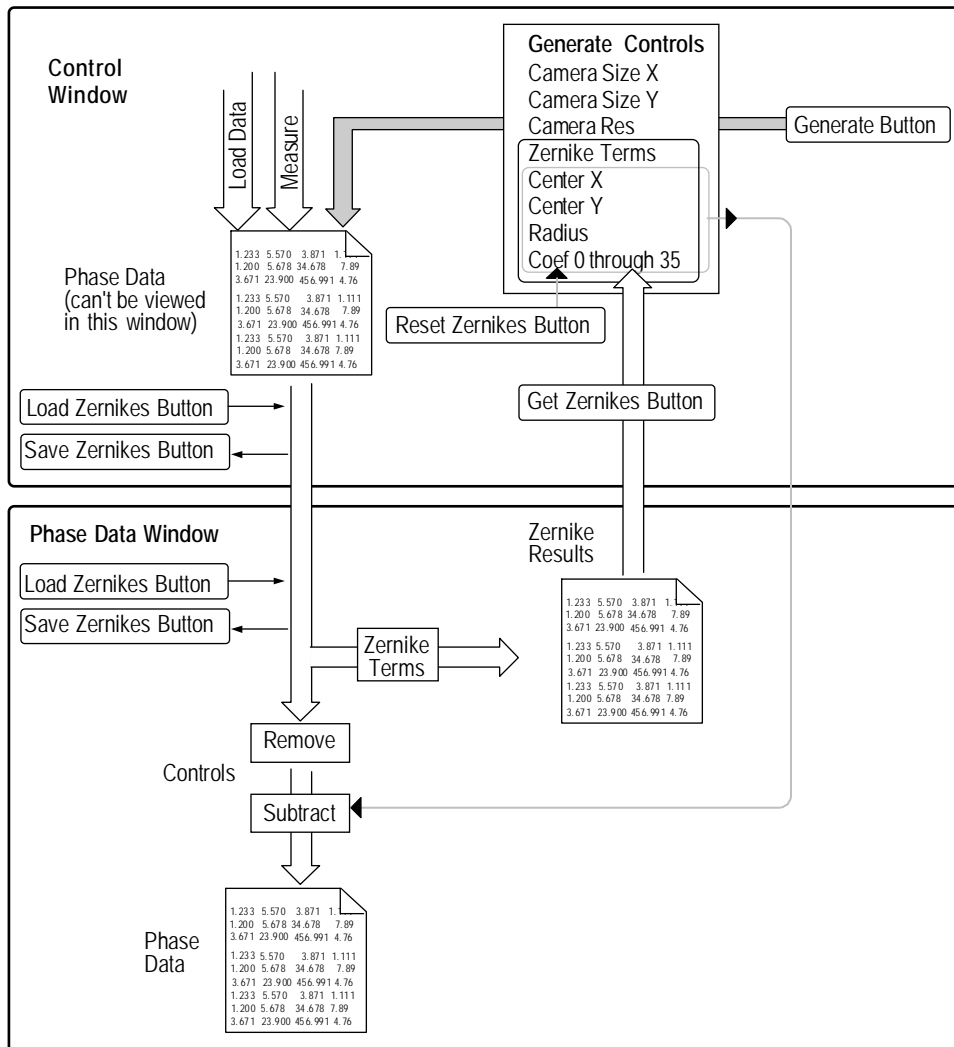 Control
Window
Load Data
Measure
Generate Controls
Camera Size X
Camera Size Y
Camera Res
Zernike Terms
Center X
Center Y
Radius
Coef 0 through 35
Generate Button
Phase Data
(can't be viewed
in this window)
1.233 5.570 3.871
1.200 5.678 34.678 7.89
3.671 23.900 456.991 4.76
1.233 5.570 3.871 1.111
1.200 5.678 34.678 7.89
3.671 23.900 456.991 4.76
1.233 5.570 3.871 1.111
1.200 5.678 34.678 7.89
3.671 23.900 456.991 4.76
Reset Zernikes Button
Load Zernikes Button
Save Zernikes Button
Get Zernikes Button
Phase Data Window
Load Zernikes Button
Save Zernikes Button
Zernike
Results
1.233 5.570 3.871
1.200 5.678 34.678 7.89
3.671 23.900 456.991 4.76
1.233 5.570 3.871 1.111
1.200 5.678 34.678 7.89
3.671 23.900 456.991 4.76
1.233 5.570 3.871 1.111
1.200 5.678 34.678 7.89
3.671 23.900 456.991 4.76
Zernike
Terms
Remove
Controls
Subtract
Phase
Data
1.233 5.570 3.871
1.200 5.678 34.678 7.89
3.671 23.900 456.991 4.76
1.233 5.570 3.871 1.111
1.200 5.678 34.678 7.89
3.671 23.900 456.991 4.76
1.233 5.570 3.871 1.111
1.200 5.678 34.678 7.89
3.671 23.900 456.991 4.76